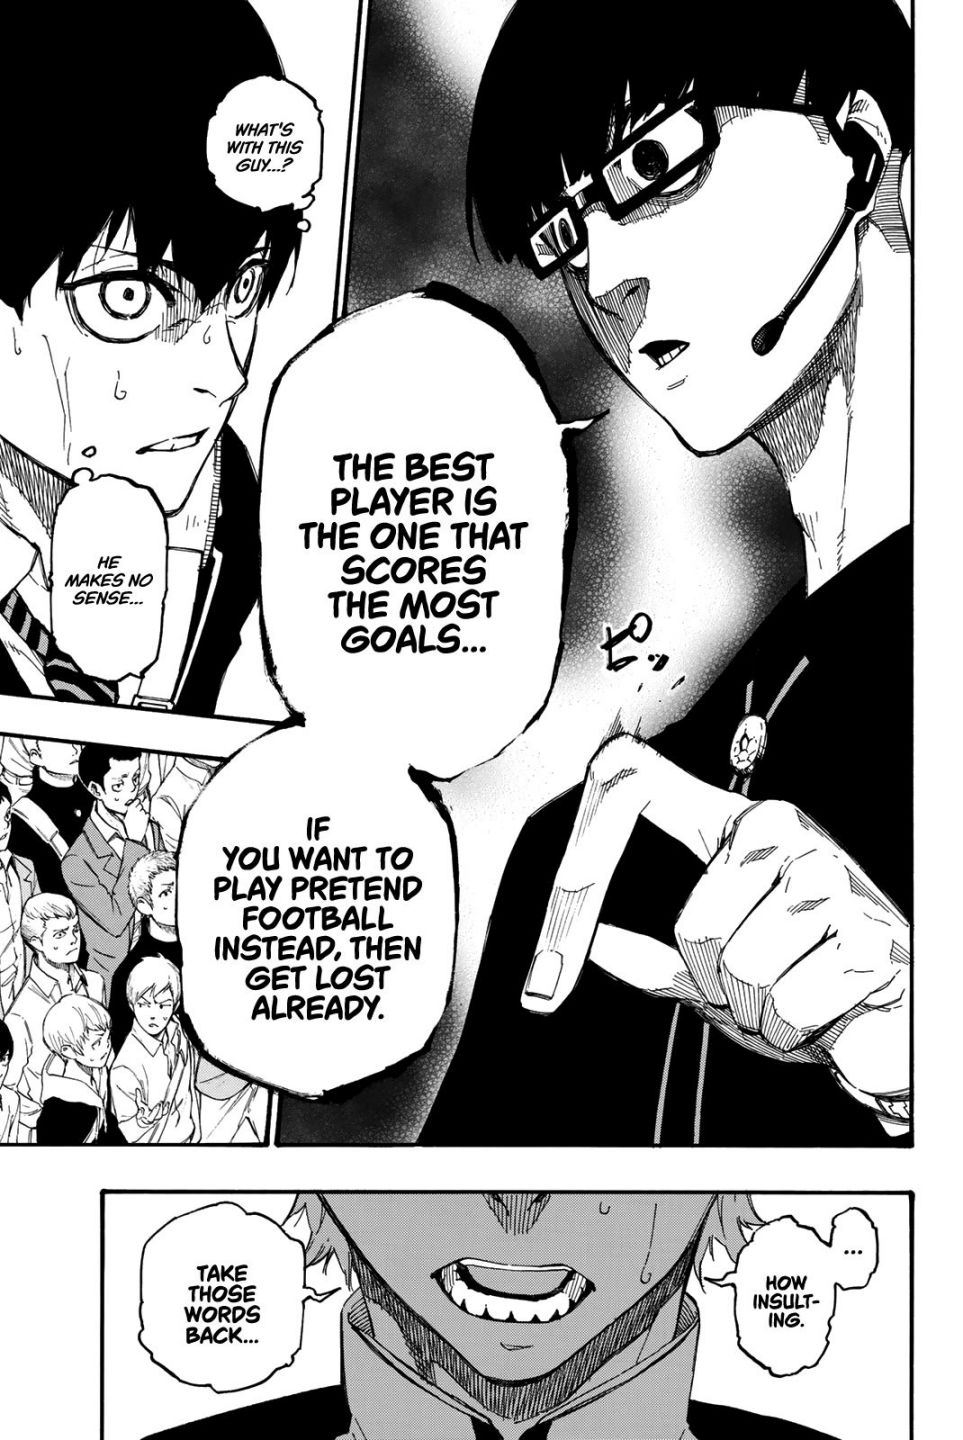 THE BEST
PLAYER IS
THE ONE THAT
SCORES
THE MOST
GOALS...
ピッ
IF
YOU WANT TO
PLAY PRETEND
FOOTBALL
INSTEAD, THEN
GET LOST
ALREADY.
WHAT'S
WITH THIS
GUY...?
HE
MAKES NO
SENSE...
...
HOW
INSULT-
ING.
TAKE
THOSE
WORDS
BACK...